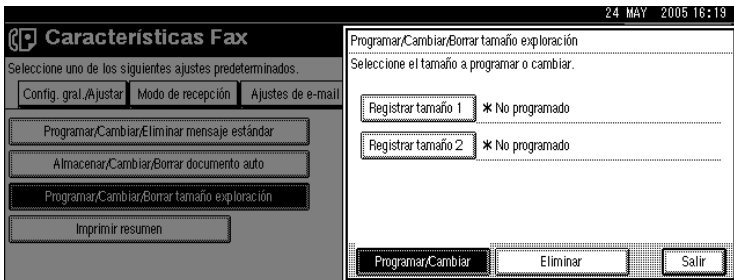 24 MAY 2005 16:19
Características Fax
Seleccione uno de los siguientes ajustes predeterminados.
Config. gral./Ajustar Modo de recepción Ajustes de e-mail
Programar/Cambiar/Eliminar mensaje estándar
Almacenar/Cambiar/Borrar documento auto
Programar/Cambiar/Borrar tamaño exploración
Imprimir resumen
Programar/Cambiar/Borrar tamaño exploración
Seleccione el tamaño a programar o cambiar.
Registrar tamaño 1 * No programado
Registrar tamaño 2 * No programado
Programar/Cambiar Eliminar Salir